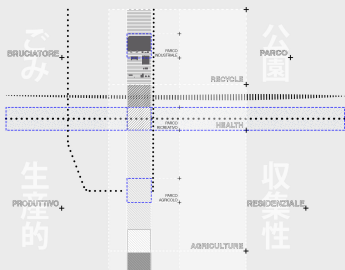 ごみ
公園
BRUCIATORE
PARCO
INDUSTRIALE
PARCO
RECYCLE
PARCO
RICREATIVO
HEALTH
生産的
収集性
PARCO
AGRICOLO
PRODUTTIVO
RESIDENZIALE
AGRICULTURE